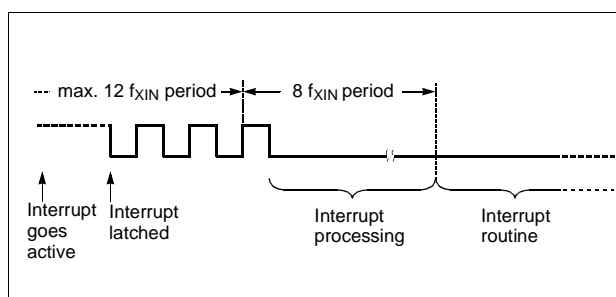 max. 12 fXIN period
8 fXIN period
Interrupt
goes
active
Interrupt
latched
Interrupt
processing
Interrupt
routine